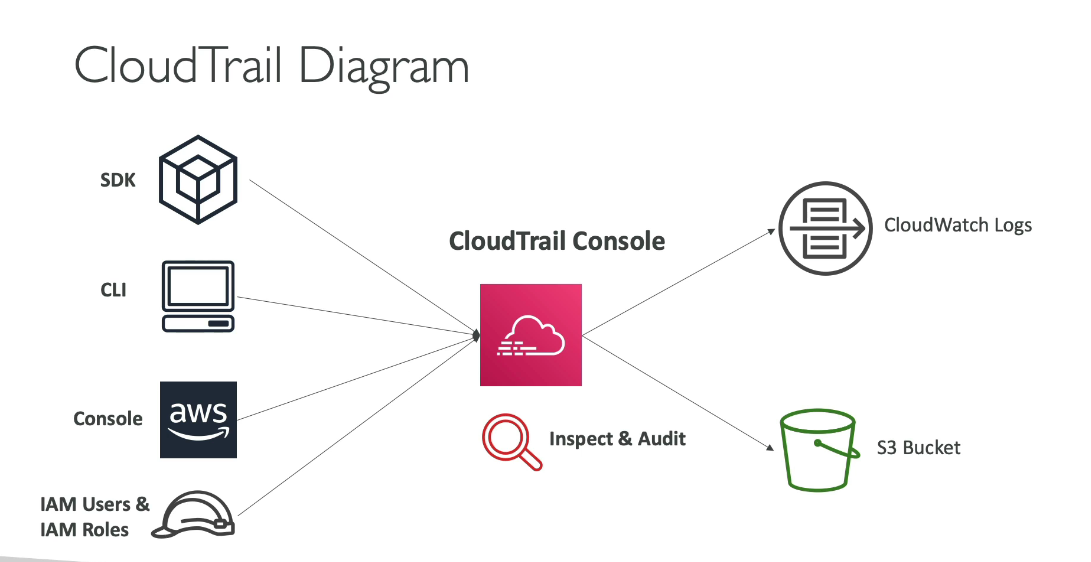 CloudTrail Diagram
SDK
CLI
Console
aws
IAM Users &
IAM Roles
CloudTrail Console
Inspect & Audit
CloudWatch Logs
S3 Bucket